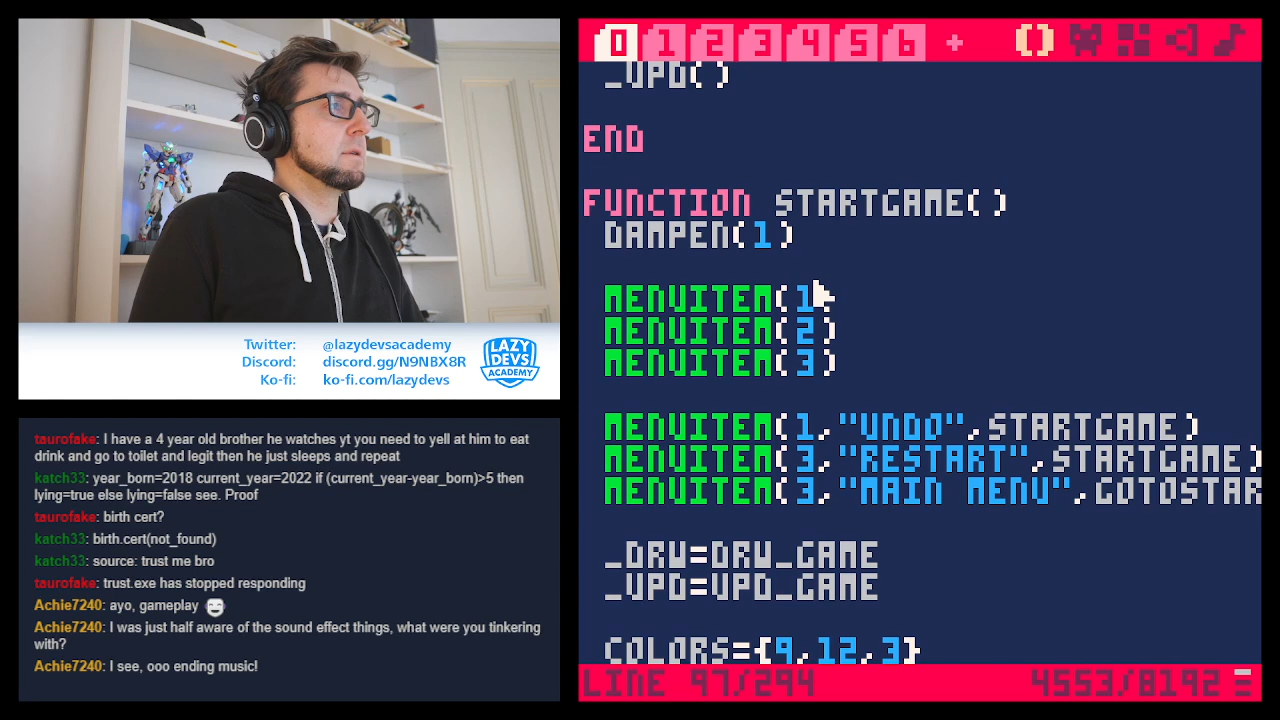 Twitter: @lazydevsacademy
Discord: discord.gg/N9NBX8R
Ko-fi: ko-fi.com/lazydevs
LAZY
DEVS
ACADEMY
taurofake: I have a 4 year old brother he watches yt you need to yell at him to eat
drink and go to toilet and legit then he just sleeps and repeat
katch33: year_born=2018 current_year=2022 if (current_year-year_born)>5 then
lying=true else lying=false see. Proof
taurofake: birth cert?
katch33: birth.cert(not_found)
katch33: source: trust me bro
taurofake: trust.exe has stopped responding
Achie7240: ayo, gameplay
Achie7240: I was just half aware of the sound effect things, what were you tinkering
with?
Achie7240: I see, ooo ending music!
0 1 2 3 4 5 6 + ()
_UPD()
END
FUNCTION STARTGAME()
DAMPEN(1)
MENUITEM(1
MENUITEM(2)
MENUITEM(3)
MENUITEM(1,"UNDO",STARTGAME)
MENUITEM(3,"RESTART",STARTGAME)
MENUITEM(3,"MAIN MENU",GOTOSTAR
_DRW=DRW_GAME
_UPD=UPD_GAME
COLORS={9,12,3}
LINE 97/294 4553/8192